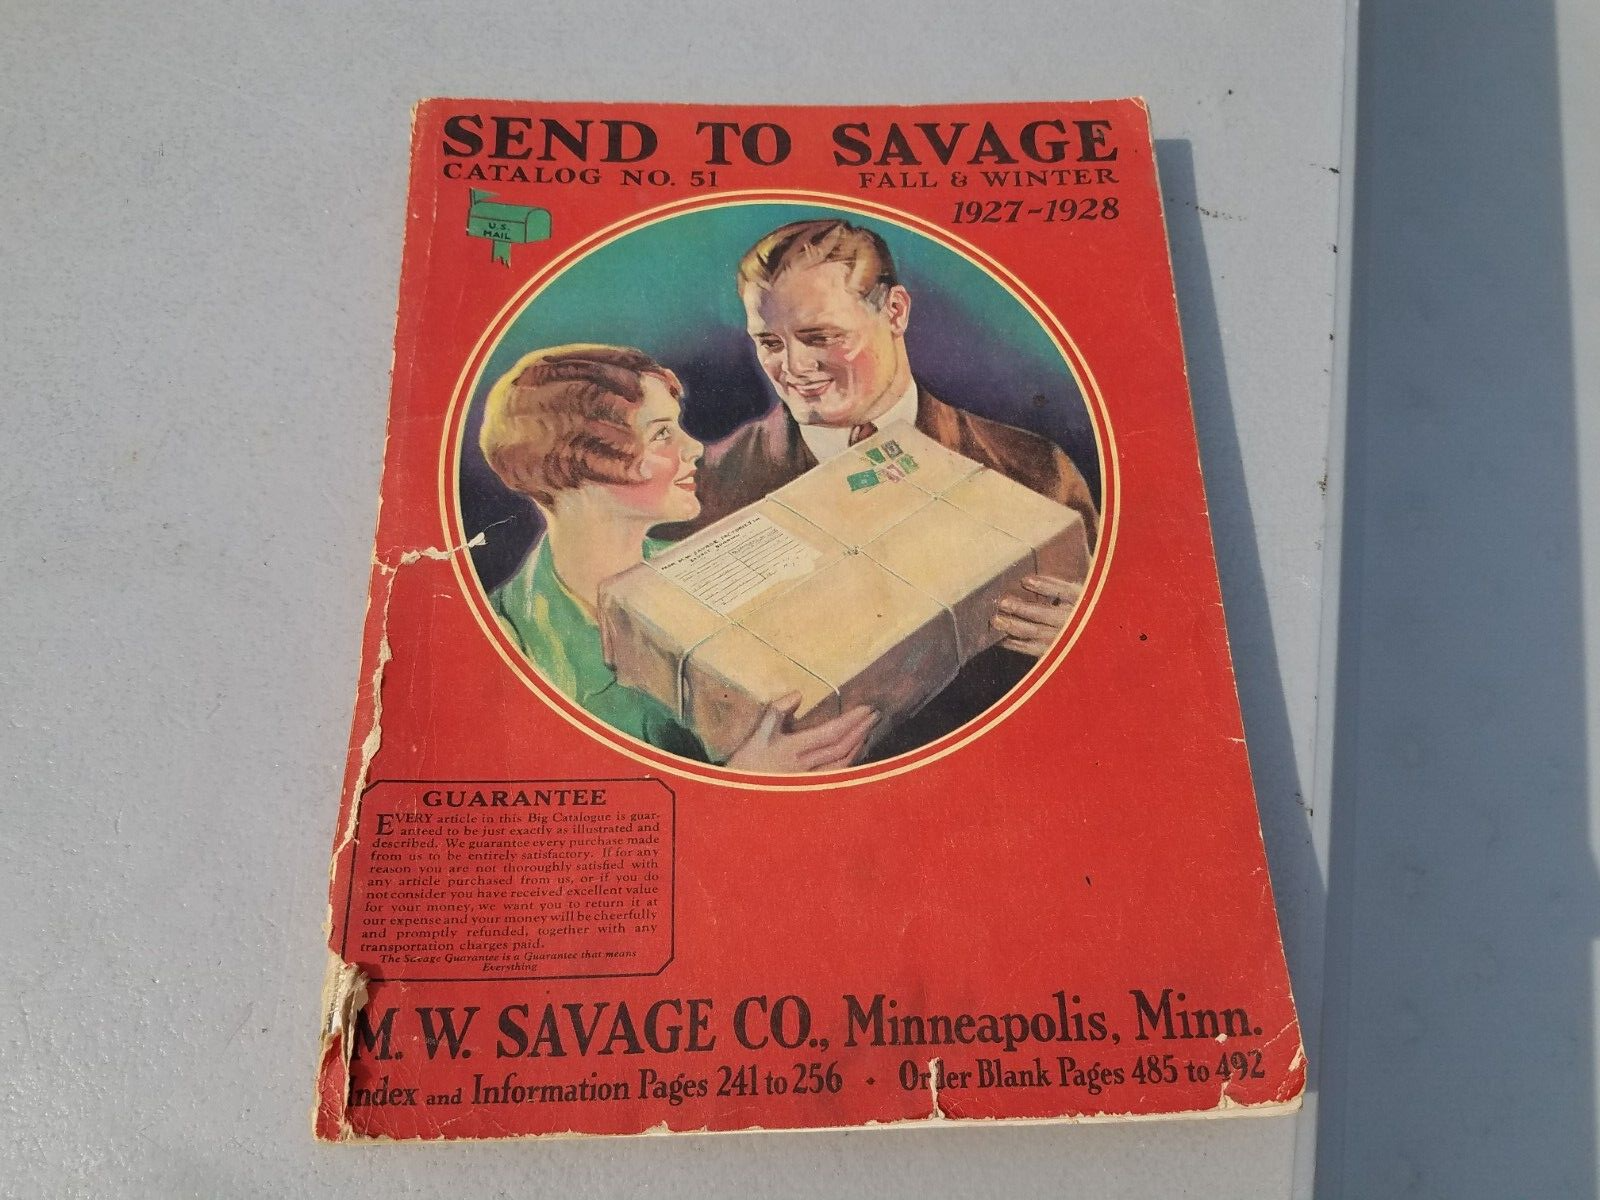 SEND TO SAVAGE
CATALOG NO. 51 FALL & WINTER
1927-1928
U.S.
MAIL
GUARANTEE
EVERY article in this Big Catalogue is guar-
anteed to be just exactly as illustrated and
described. We guarantee every purchase made
from us to be entirely satisfactory. If for any
reason you are not thoroughly satisfied with
any article purchased from us, or if you do
not consider you have received excellent value
for your money, we want you to return it at
our expense and your money will be cheerfully
and promptly refunded, together with any
transportation charges paid.
The Savage Guarantee is a Guarantee that means
Everything
M. W. SAVAGE CO., Minneapolis, Minn.
Index and Information Pages 241 to 256 · Order Blank Pages 485 to 492